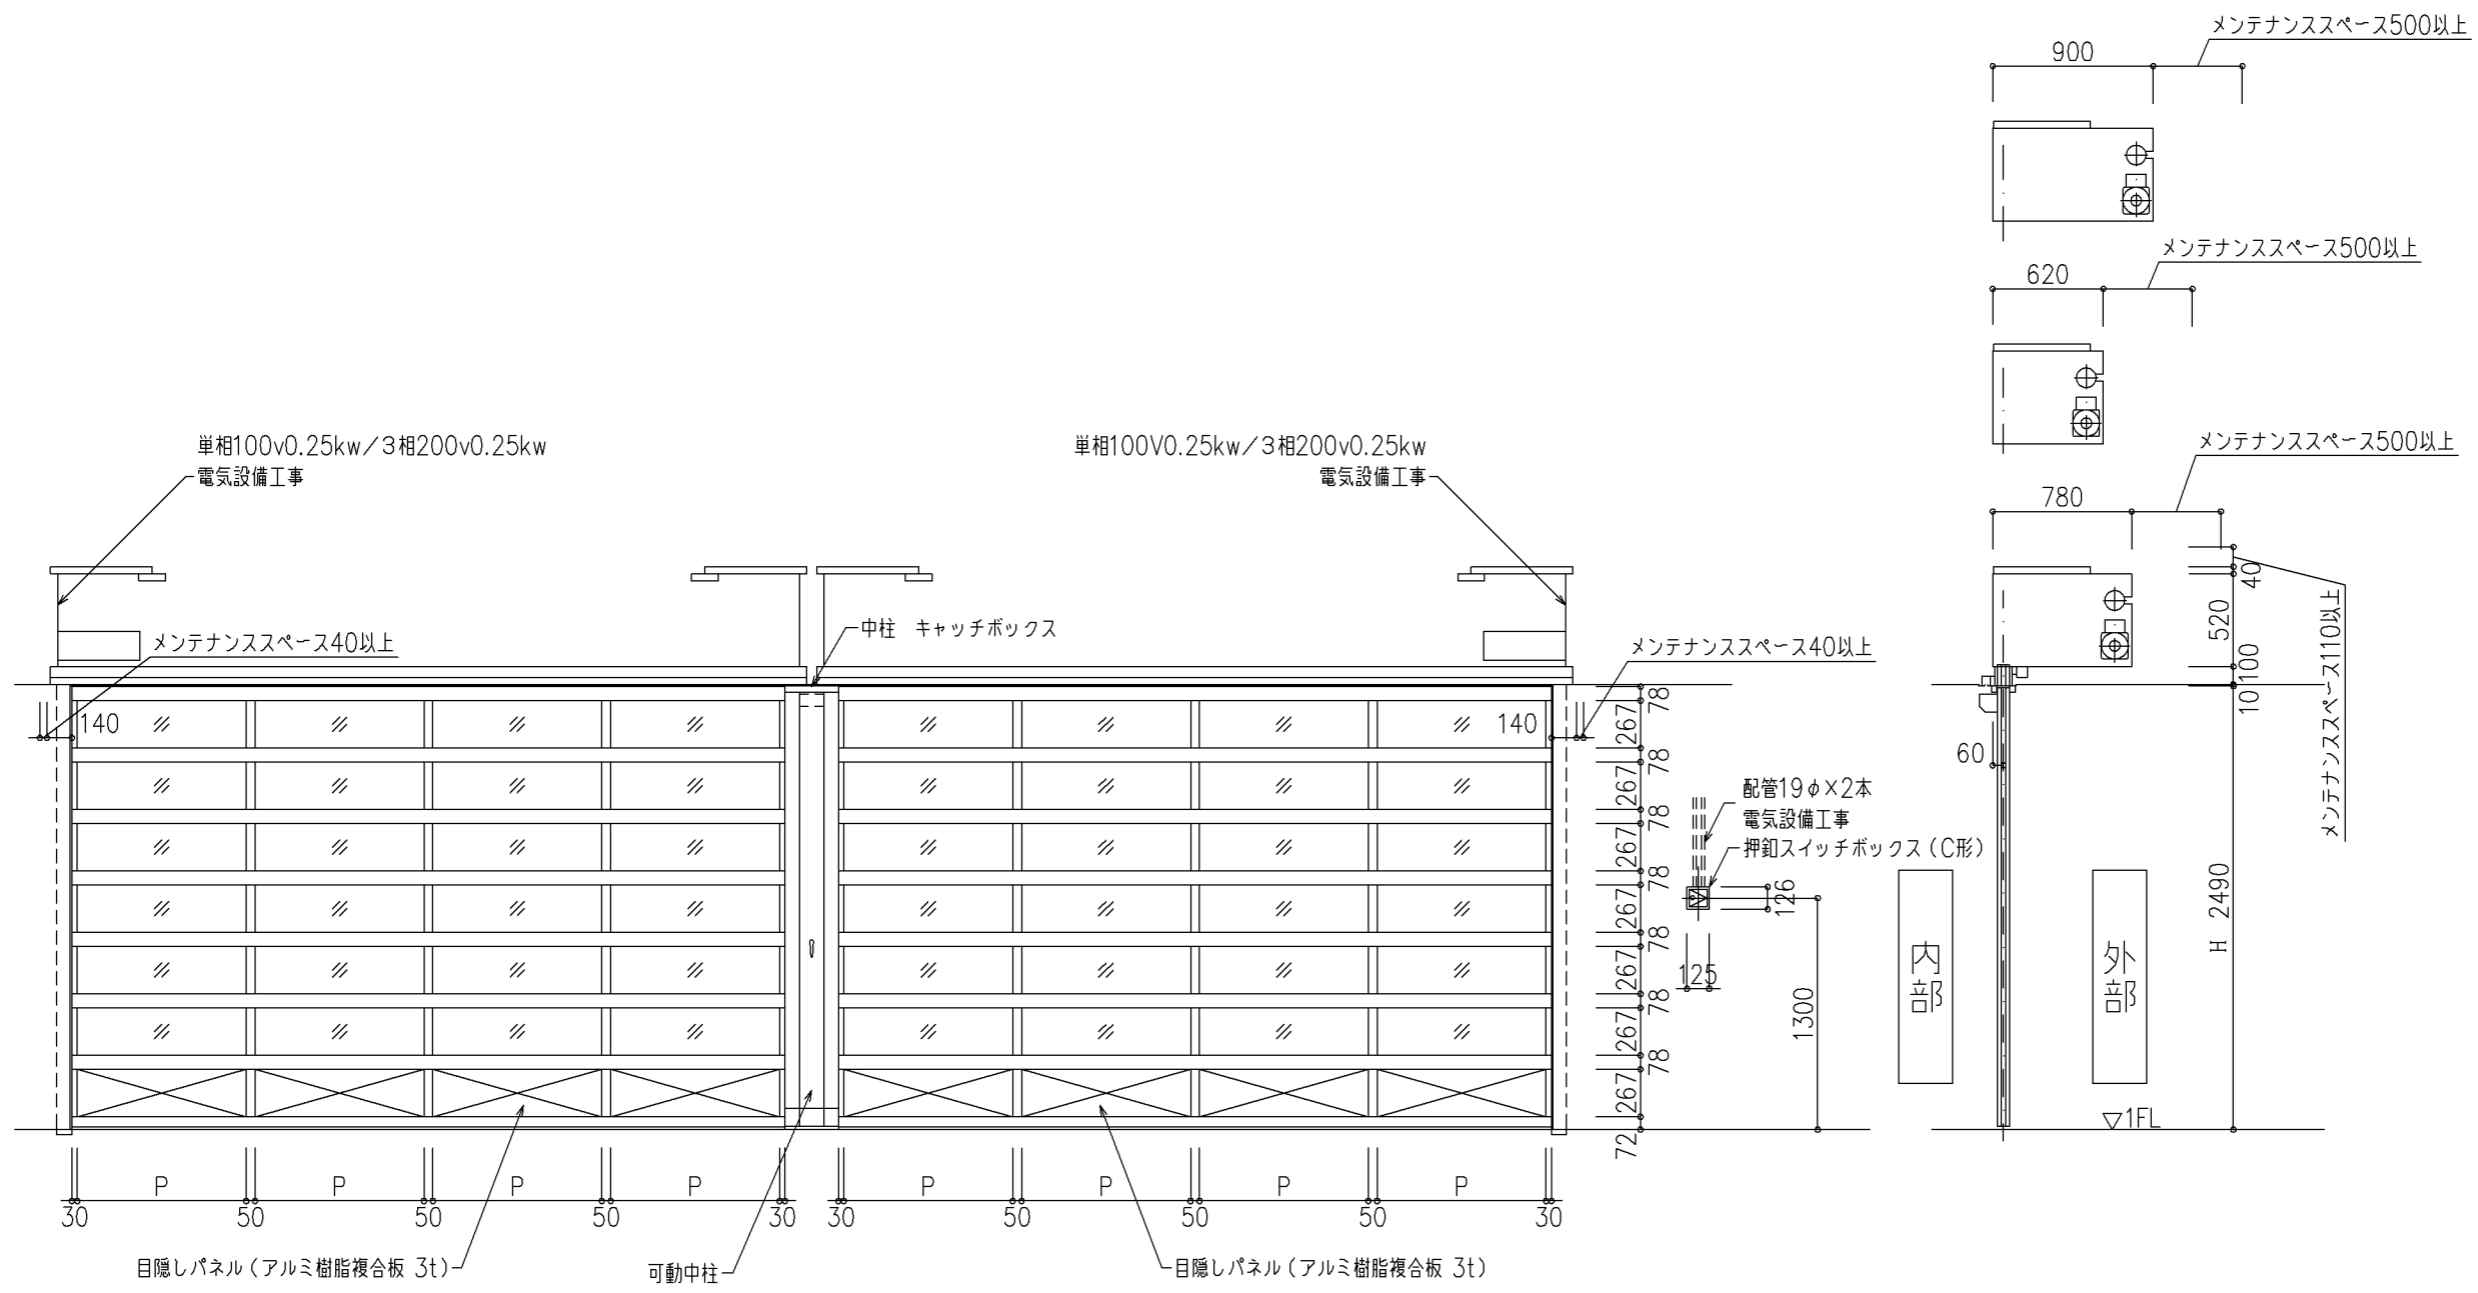 メンテナンススペース500以上
900
メンテナンススペース500以上
620
メンテナンススペース500以上
780
単相100v0.25kw/3相200v0.25kw
電気設備工事
単相100V0.25kw/3相200v0.25kw
電気設備工事
40
520
100
10
メンテナンススペース110以上
中柱 キャッチボックス
メンテナンススペース40以上
メンテナンススペース40以上
140
140
60
78
267
78
267
78
267
78
267
78
267
78
267
78
267
72
配管19φ×2本
電気設備工事
押釦スイッチボックス(C形)
126
125
1300
内部
外部
H 2490
▽1FL
P
P
P
P
P
P
P
P
30
50
50
50
30
30
50
50
50
30
目隠しパネル(アルミ樹脂複合板 3t)
可動中柱
目隠しパネル(アルミ樹脂複合板 3t)